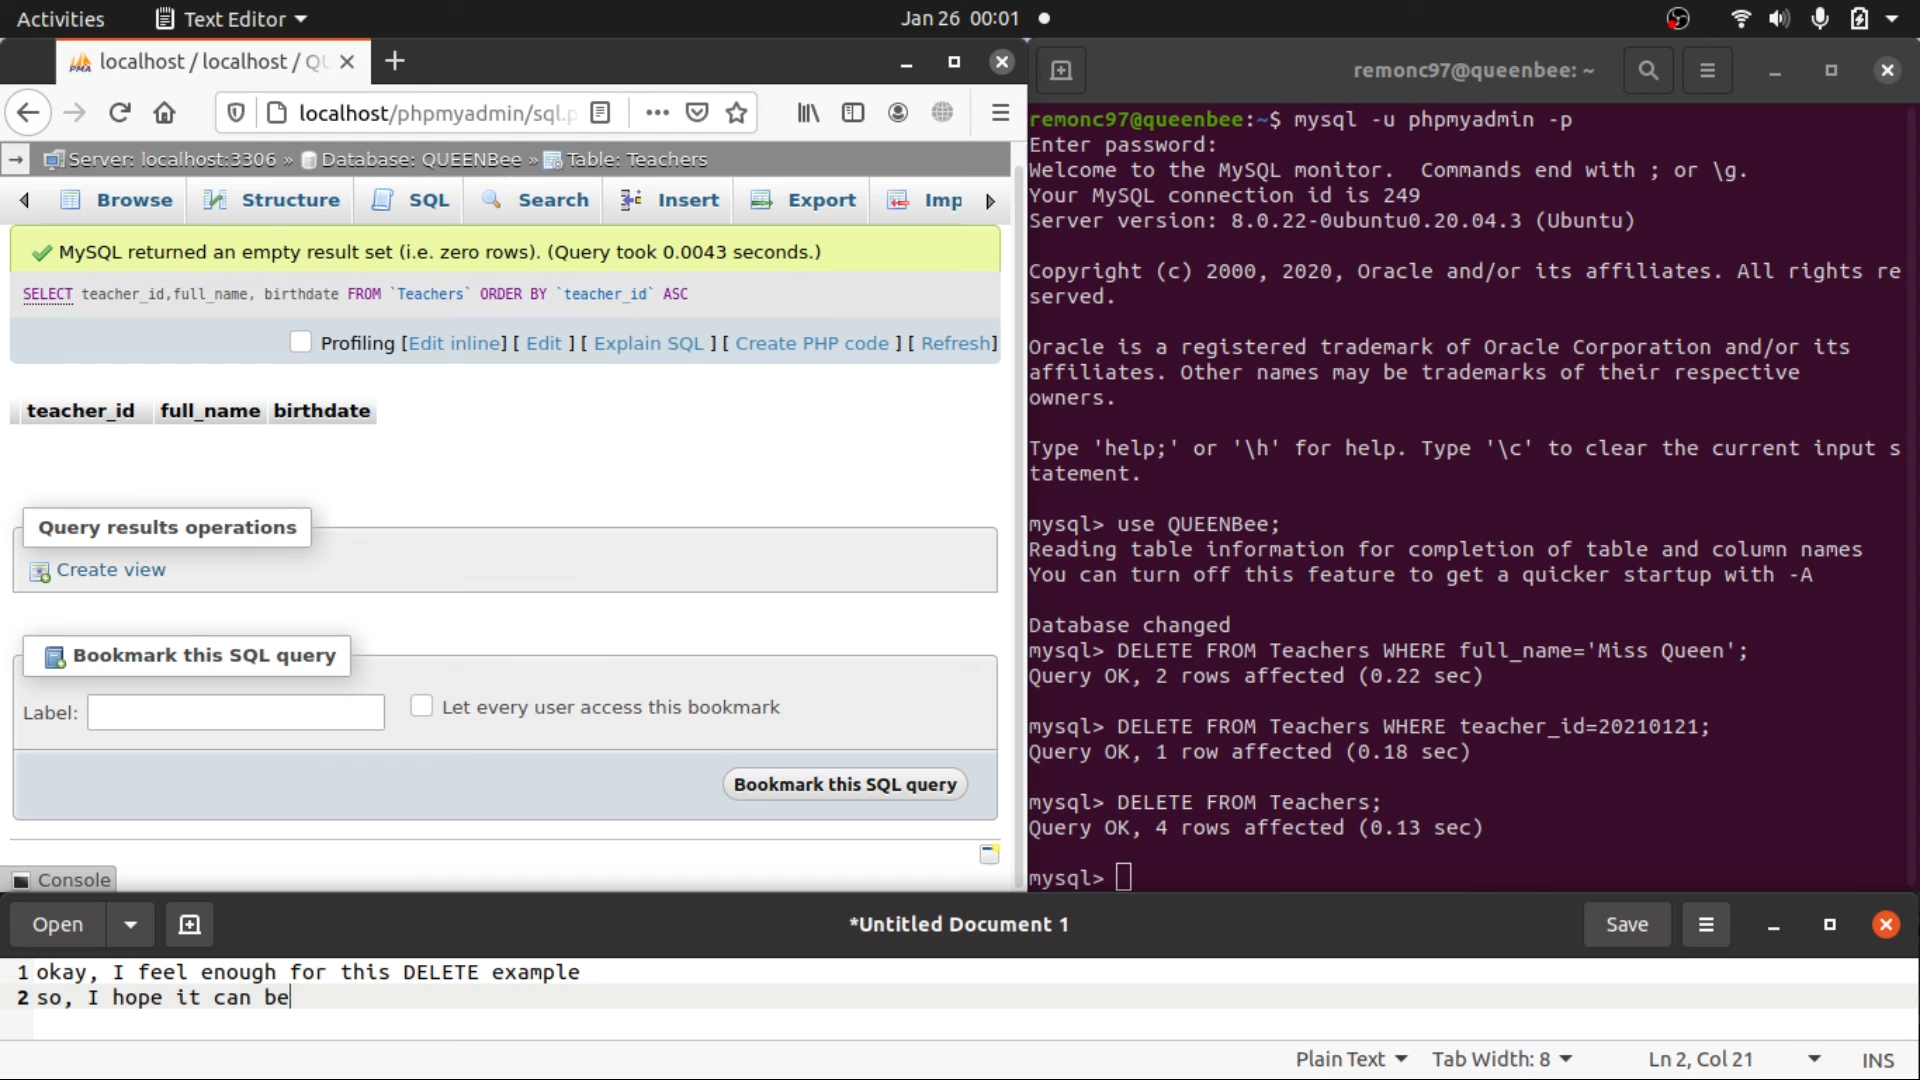 Activities
Text Editor
Jan 26 00:01
localhost / localhost / QU
localhost/phpmyadmin/sql.p
Server: localhost:3306 » Database: QUEENBee » Table: Teachers
Browse
Structure
SQL
Search
Insert
Export
Imp
MySQL returned an empty result set (i.e. zero rows). (Query took 0.0043 seconds.)
SELECT teacher_id,full_name, birthdate FROM `Teachers` ORDER BY `teacher_id` ASC
Profiling [Edit inline] [ Edit ] [ Explain SQL ] [ Create PHP code ] [ Refresh]
teacher_id full_name birthdate
Query results operations
Create view
Bookmark this SQL query
Label:
Let every user access this bookmark
Bookmark this SQL query
Console
remonc97@queenbee: ~
remonc97@queenbee:~$ mysql -u phpmyadmin -p
Enter password:
Welcome to the MySQL monitor.  Commands end with ; or \g.
Your MySQL connection id is 249
Server version: 8.0.22-0ubuntu0.20.04.3 (Ubuntu)
Copyright (c) 2000, 2020, Oracle and/or its affiliates. All rights re
served.
Oracle is a registered trademark of Oracle Corporation and/or its
affiliates. Other names may be trademarks of their respective
owners.
Type 'help;' or '\h' for help. Type '\c' to clear the current input s
tatement.
mysql> use QUEENBee;
Reading table information for completion of table and column names
You can turn off this feature to get a quicker startup with -A
Database changed
mysql> DELETE FROM Teachers WHERE full_name='Miss Queen';
Query OK, 2 rows affected (0.22 sec)
mysql> DELETE FROM Teachers WHERE teacher_id=20210121;
Query OK, 1 row affected (0.18 sec)
mysql> DELETE FROM Teachers;
Query OK, 4 rows affected (0.13 sec)
mysql>
Open
*Untitled Document 1
Save
1 okay, I feel enough for this DELETE example
2 so, I hope it can be
Plain Text
Tab Width: 8
Ln 2, Col 21
INS